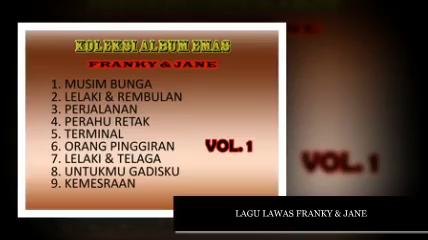 KOLEKSI ALBUM EMAS
FRANKY & JANE
1. MUSIM BUNGA
2. LELAKI & REMBULAN
3. PERJALANAN
4. PERAHU RETAK
5. TERMINAL
6. ORANG PINGGIRAN
7. LELAKI & TELAGA
8. UNTUKMU GADISKU
9. KEMESRAAN
VOL. 1
VOL. 1
LAGU LAWAS FRANKY & JANE